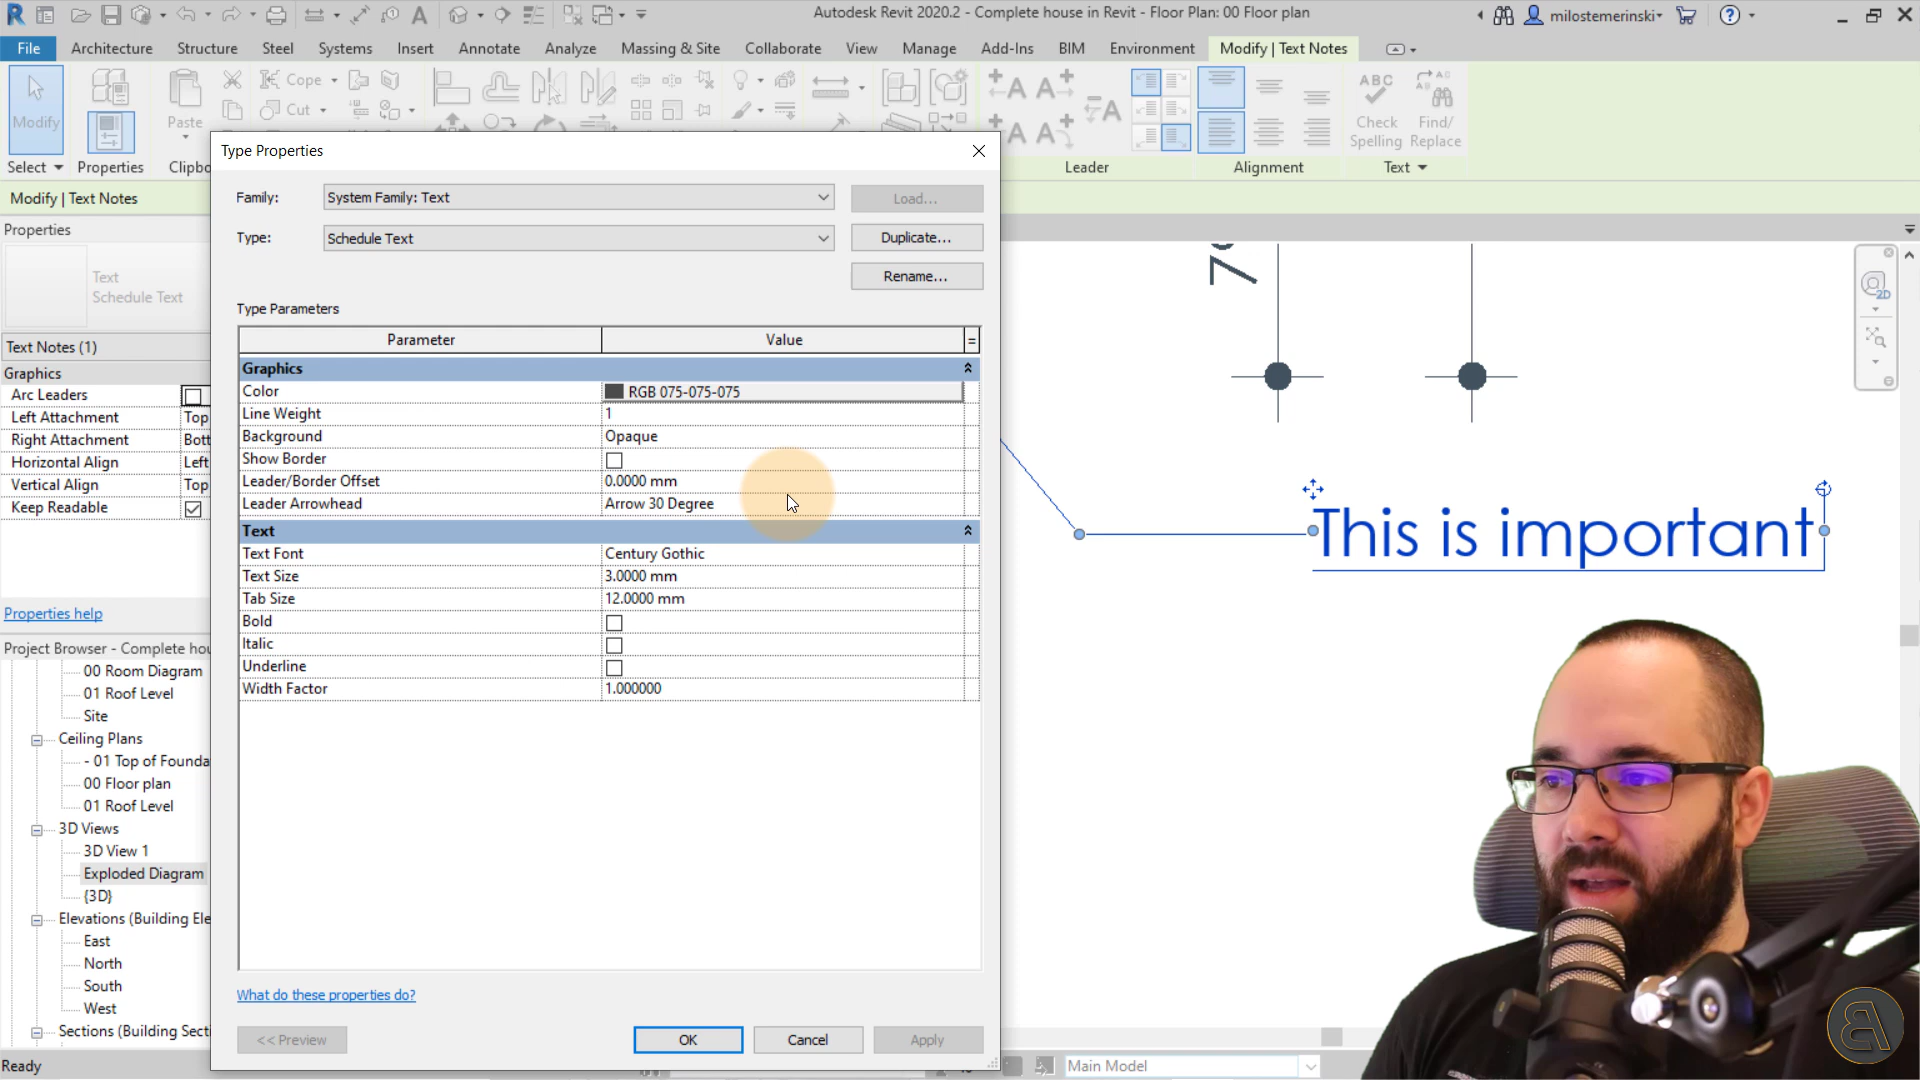 Autodesk Revit 2020.2 - Complete house in Revit - Floor Plan: 00 Floor plan
milostemerinski
File Architecture Structure Steel Systems Insert Annotate Analyze Massing & Site Collaborate View Manage Add-Ins BIM Environment Modify | Text Notes
Modify
Paste
Cope
Cut
Check
Spelling
Find/
Replace
Select Properties Leader Alignment Text
Modify | Text Notes
Properties
Text
Schedule Text
Text Notes (1)
Graphics
Arc Leaders
Left Attachment Top
Right Attachment
Horizontal Align Left
Vertical Align Top
Keep Readable
Properties help
00 Room Diagram
01 Roof Level
Site
Ceiling Plans
00 Floor plan
01 Roof Level
3D Views
3D View 1
Exploded Diagram
{3D}
East
North
South
West
Ready
Type Properties
Family: System Family: Text Load...
Type: Schedule Text Duplicate...
Rename...
Type Parameters
Parameter Value =
Graphics
Color RGB 075-075-075
Line Weight 1
Background Opaque
Show Border
Leader/Border Offset 0.0000 mm
Leader Arrowhead Arrow 30 Degree
Text
Text Font Century Gothic
Text Size 3.0000 mm
Tab Size 12.0000 mm
Bold
Italic
Underline
Width Factor 1.000000
What do these properties do?
<< Preview OK Cancel Apply
This is important
2D
Main Model